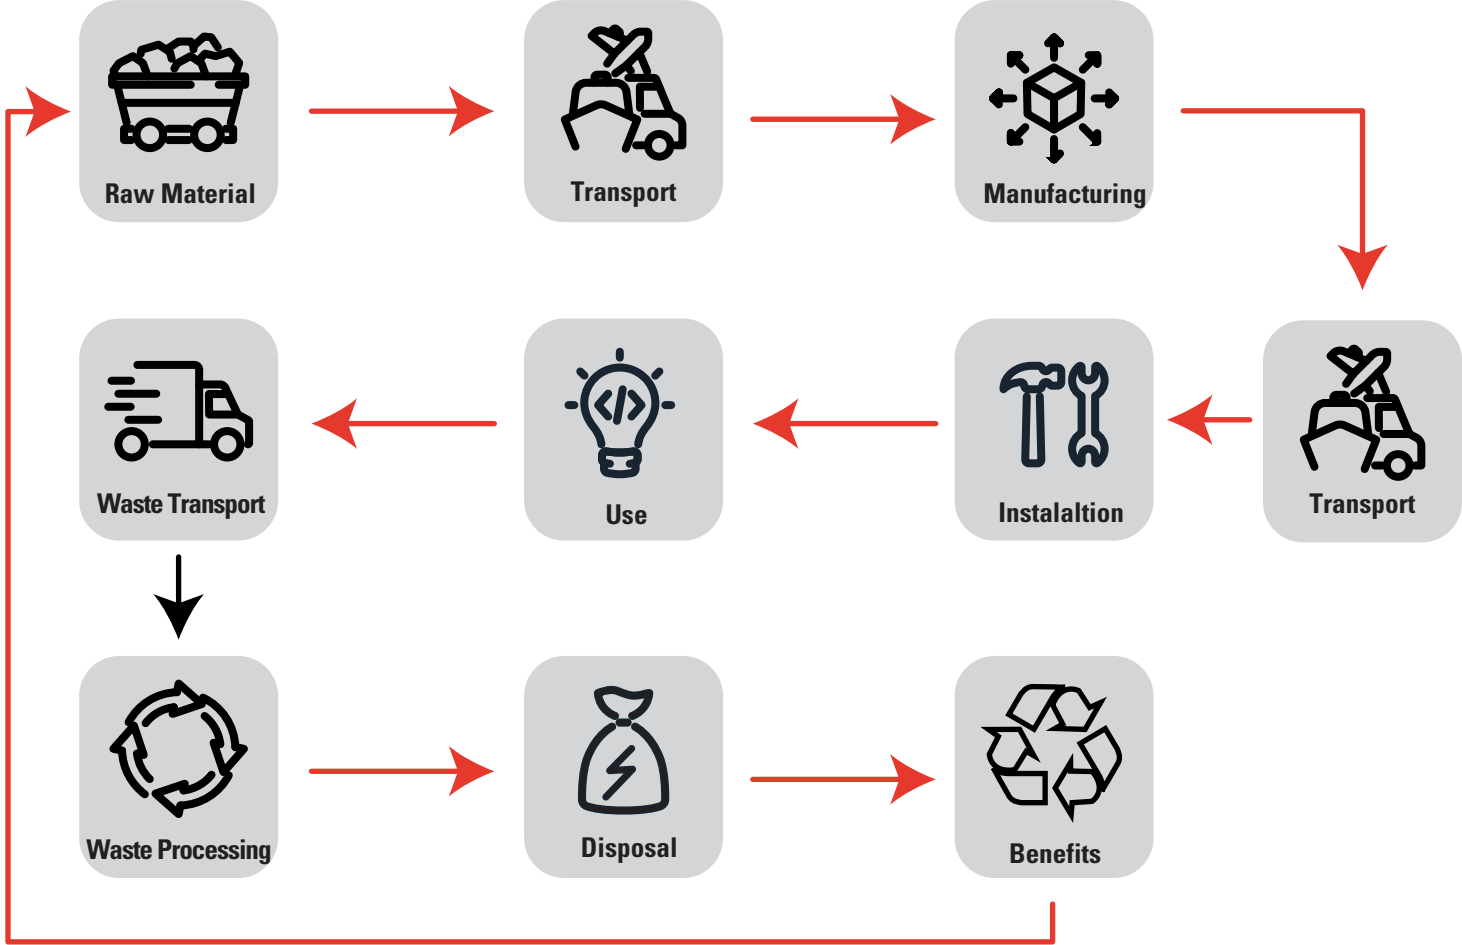 Raw Material
Transport
Manufacturing
Waste Transport
Use
Instalaltion
Transport
Waste Processing
Disposal
Benefits